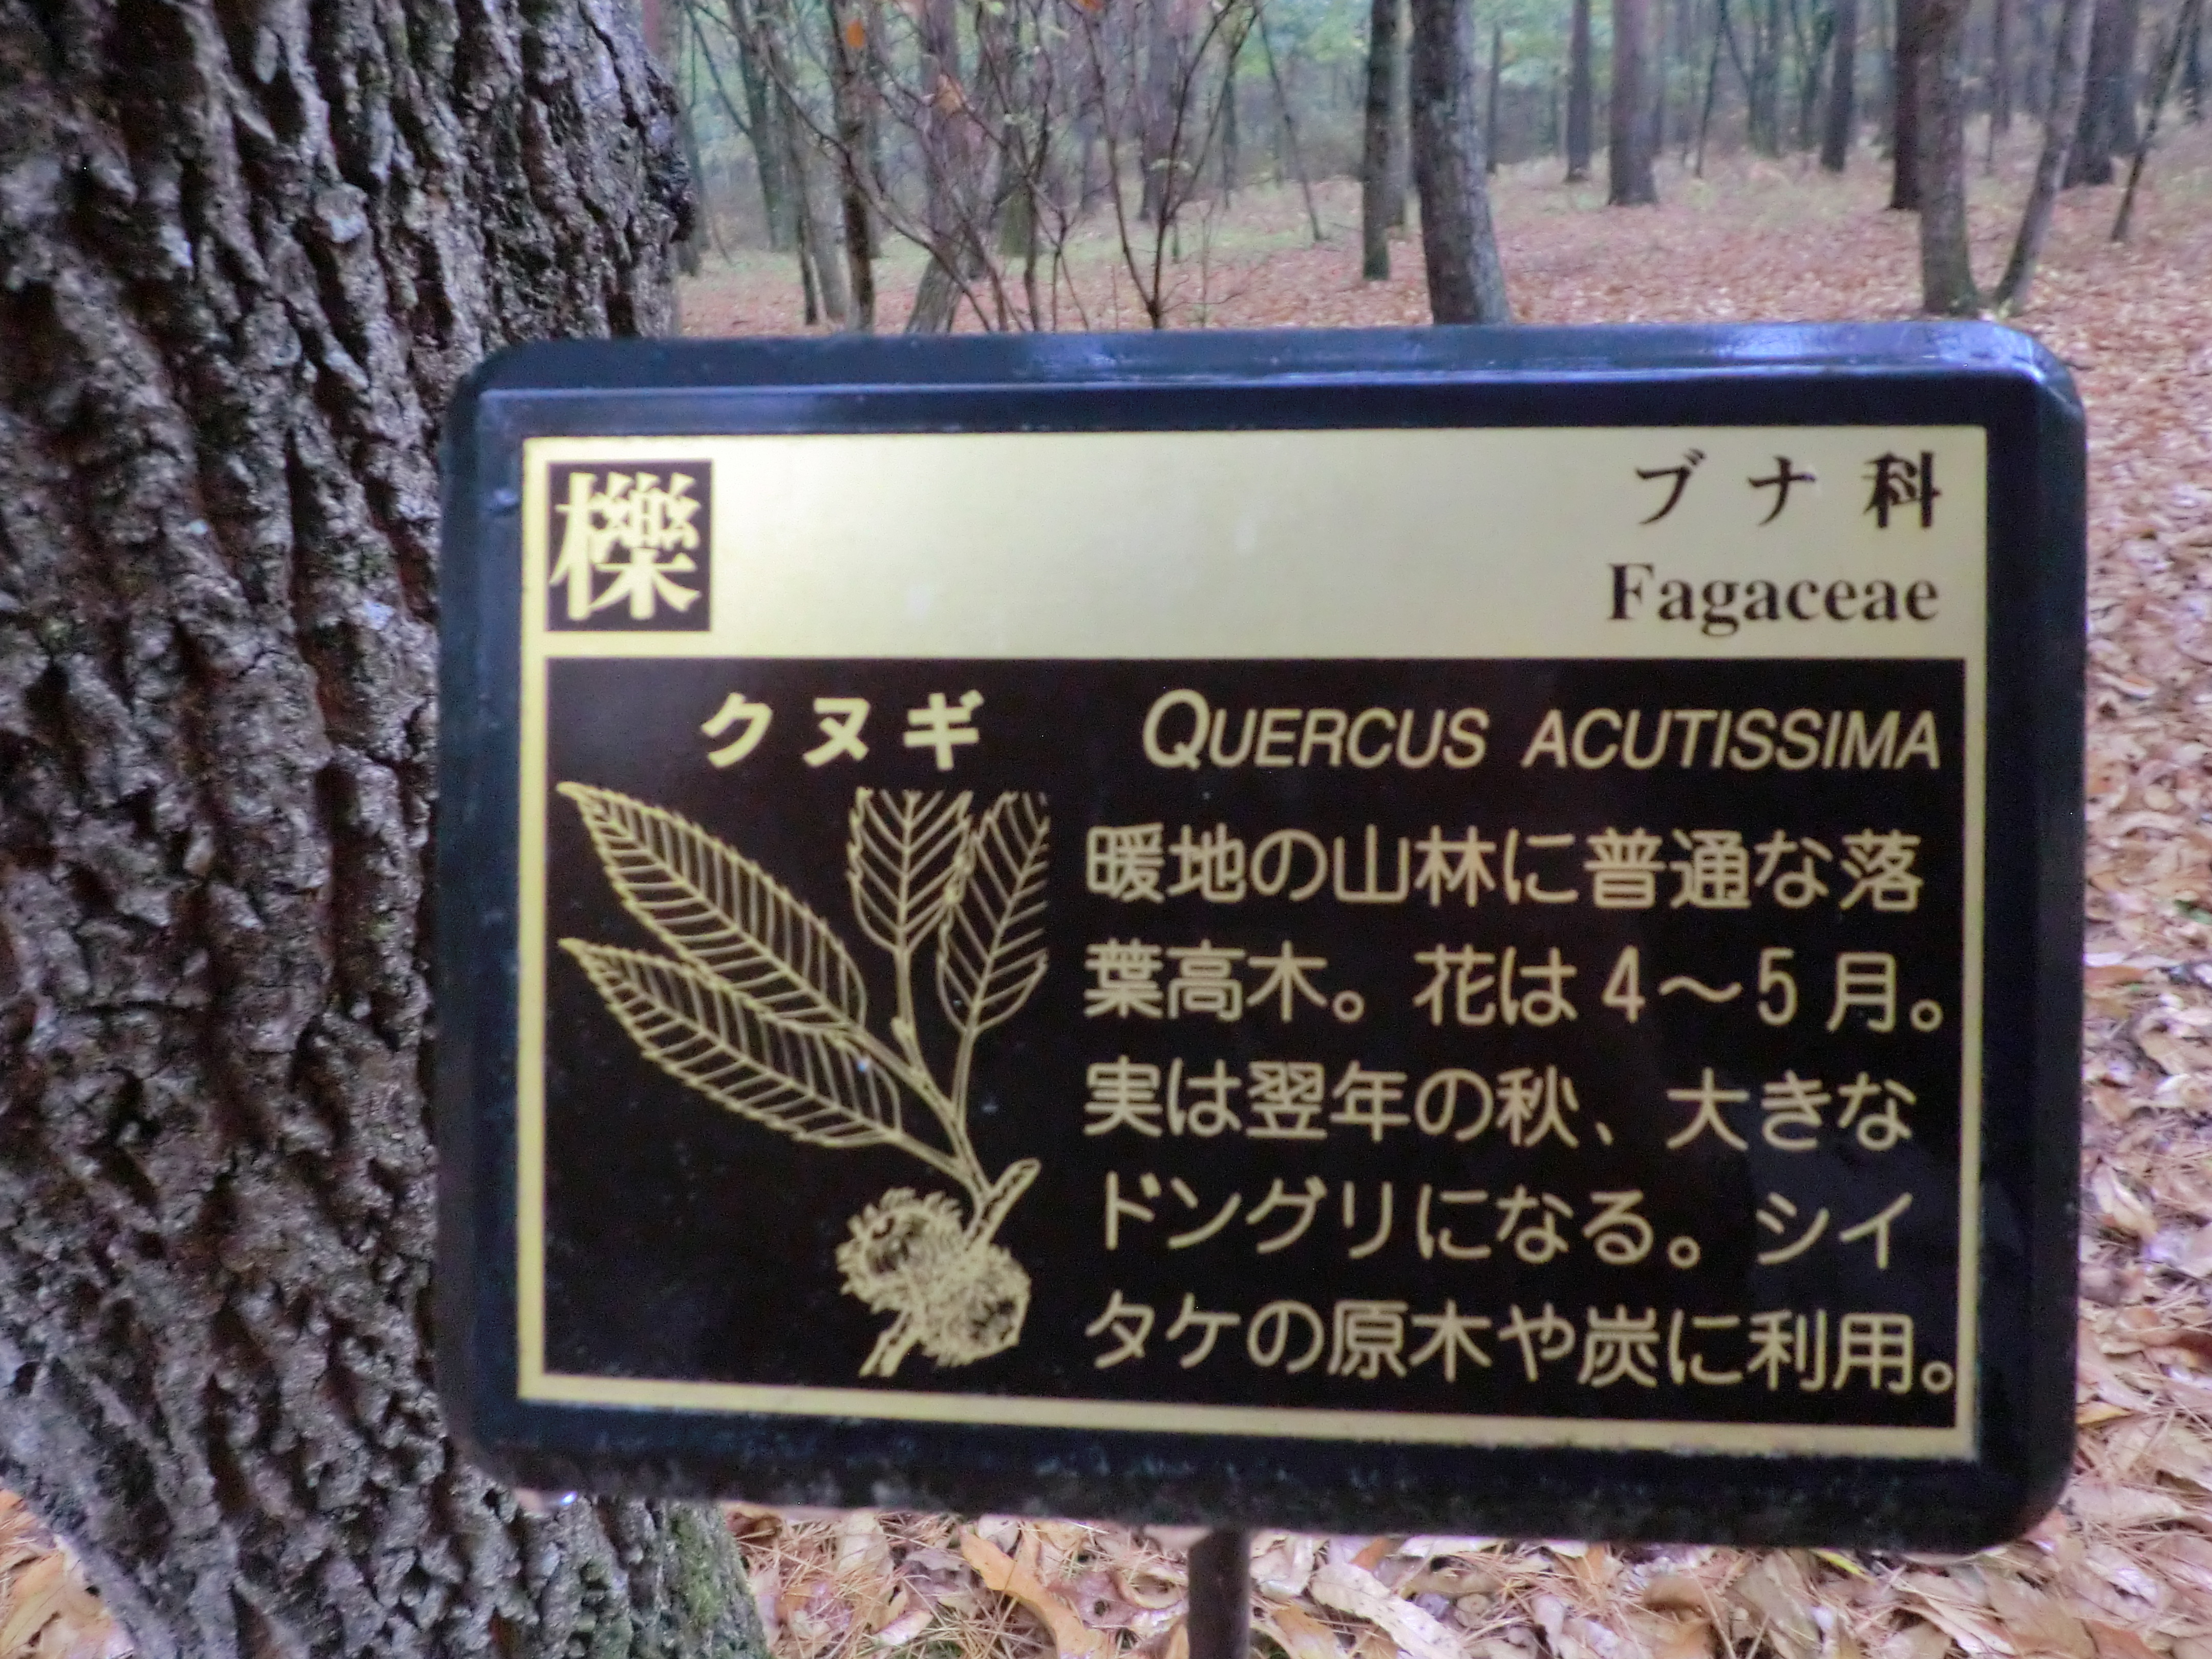 櫟
ブナ科
Fagaceae
クヌギ
QUERCUS ACUTISSIMA
暖地の山林に普通な落
葉高木。花は4〜5月。
実は翌年の秋、大きな
ドングリになる。シイ
タケの原木や炭に利用。